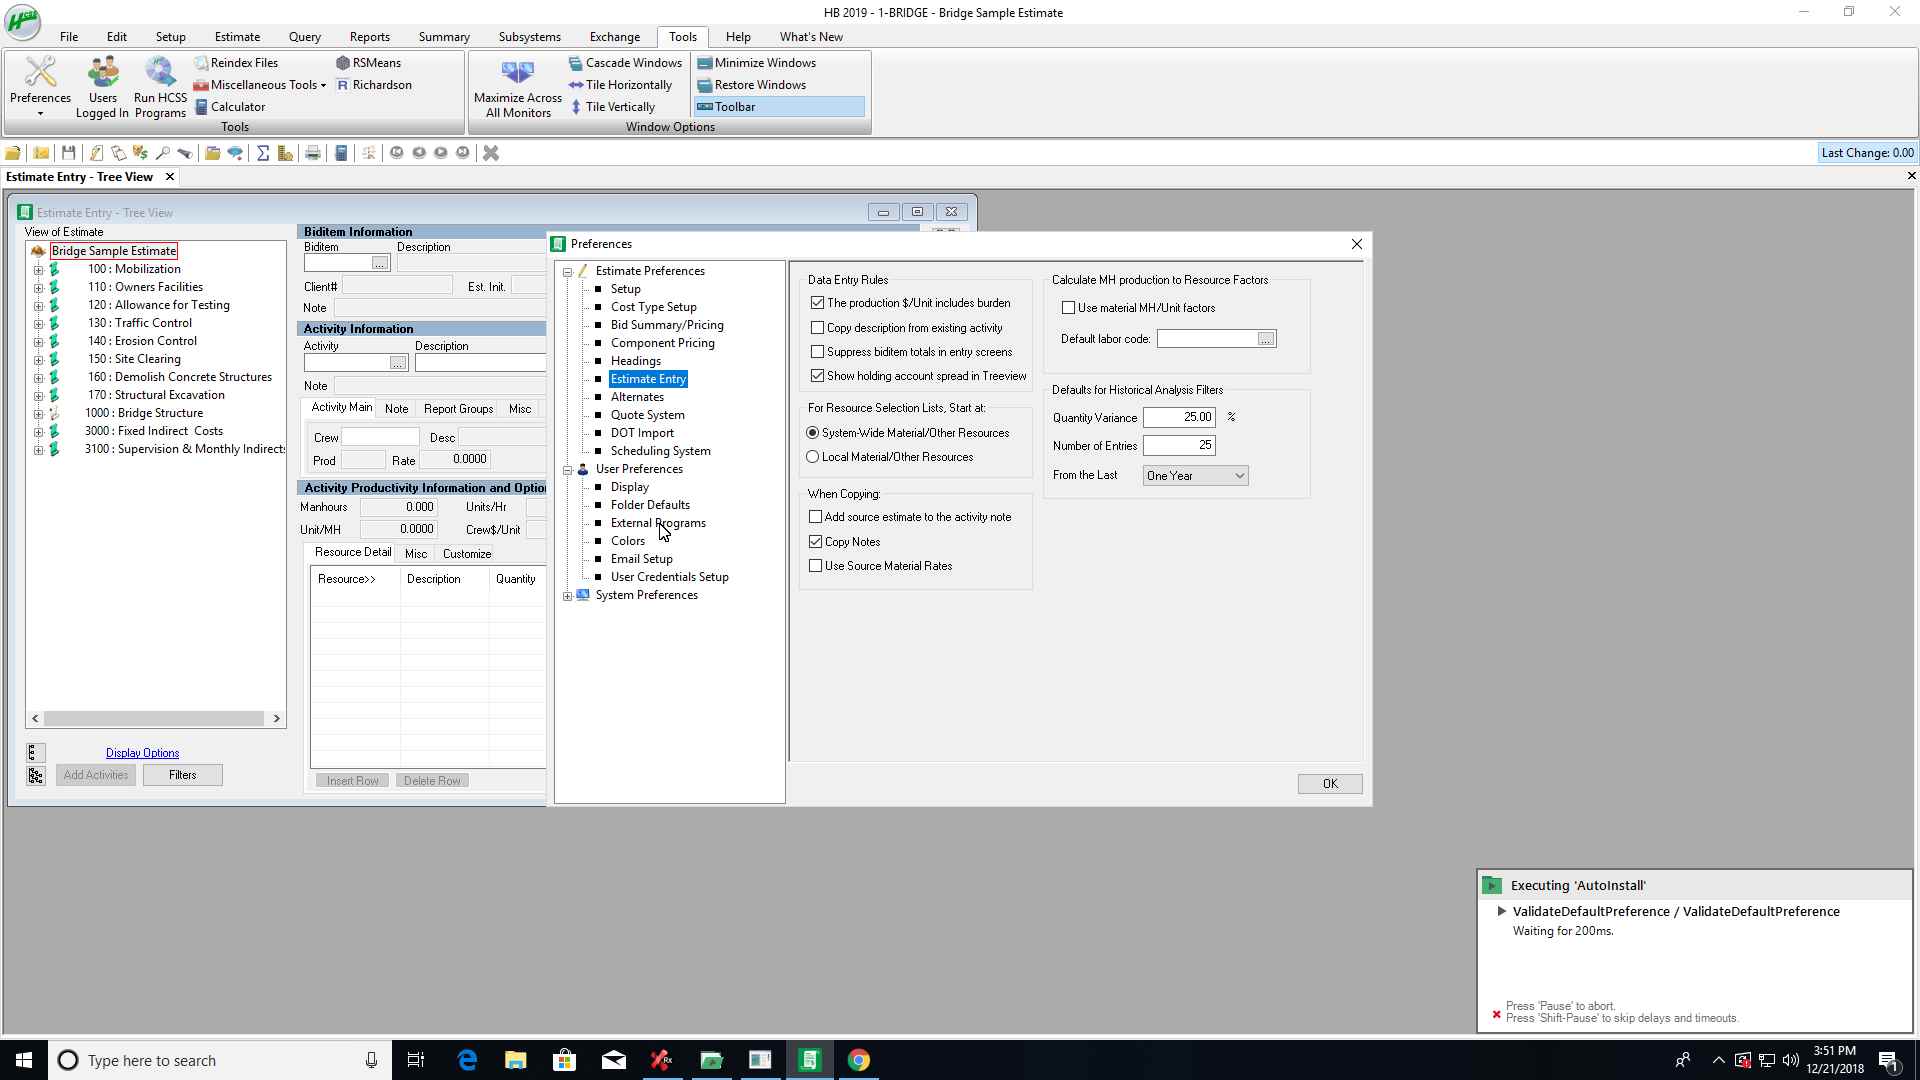 HB 2019 - 1-BRIDGE - Bridge Sample Estimate
File Edit Setup Estimate Query Reports Summary Subsystems Exchange Tools Help What's New
Preferences
Users Logged In
Run HCSS Programs
Reindex Files
Miscellaneous Tools
Calculator
RSMeans
Richardson
Tools
Maximize Across All Monitors
Cascade Windows
Tile Horizontally
Tile Vertically
Minimize Windows
Restore Windows
Toolbar
Window Options
Last Change: 0.00
Estimate Entry - Tree View
Estimate Entry - Tree View
View of Estimate
Bridge Sample Estimate
100 : Mobilization
110 : Owners Facilities
120 : Allowance for Testing
130 : Traffic Control
140 : Erosion Control
150 : Site Clearing
160 : Demolish Concrete Structures
170 : Structural Excavation
1000 : Bridge Structure
3000 : Fixed Indirect Costs
3100 : Supervision & Monthly Indirects
Display Options
Add Activities
Filters
Biditem Information
Biditem Description
Client# Est. Init.
Note
Activity Information
Activity Description
Note
Activity Main Note Report Groups Misc
Crew Desc
Prod Rate 0.0000
Activity Productivity Information and Option
Manhours 0.000 Units/Hr
Unit/MH 0.0000 Crew$/Unit
Resource Detail Misc Customize
Resource>> Description Quantity
Insert Row Delete Row
Preferences
Estimate Preferences
Setup
Cost Type Setup
Bid Summary/Pricing
Component Pricing
Headings
Estimate Entry
Alternates
Quote System
DOT Import
Scheduling System
User Preferences
Display
Folder Defaults
External Programs
Colors
Email Setup
User Credentials Setup
System Preferences
Data Entry Rules
The production $/Unit includes burden
Copy description from existing activity
Suppress biditem totals in entry screens
Show holding account spread in Treeview
For Resource Selection Lists, Start at:
System-Wide Material/Other Resources
Local Material/Other Resources
When Copying:
Add source estimate to the activity note
Copy Notes
Use Source Material Rates
Calculate MH production to Resource Factors
Use material MH/Unit factors
Default labor code:
Defaults for Historical Analysis Filters
Quantity Variance 25.00 %
Number of Entries 25
From the Last One Year
OK
Executing 'AutoInstall'
ValidateDefaultPreference / ValidateDefaultPreference
Waiting for 200ms.
Press 'Pause' to abort.
Press 'Shift-Pause' to skip delays and timeouts.
Type here to search
3:51 PM
12/21/2018
1